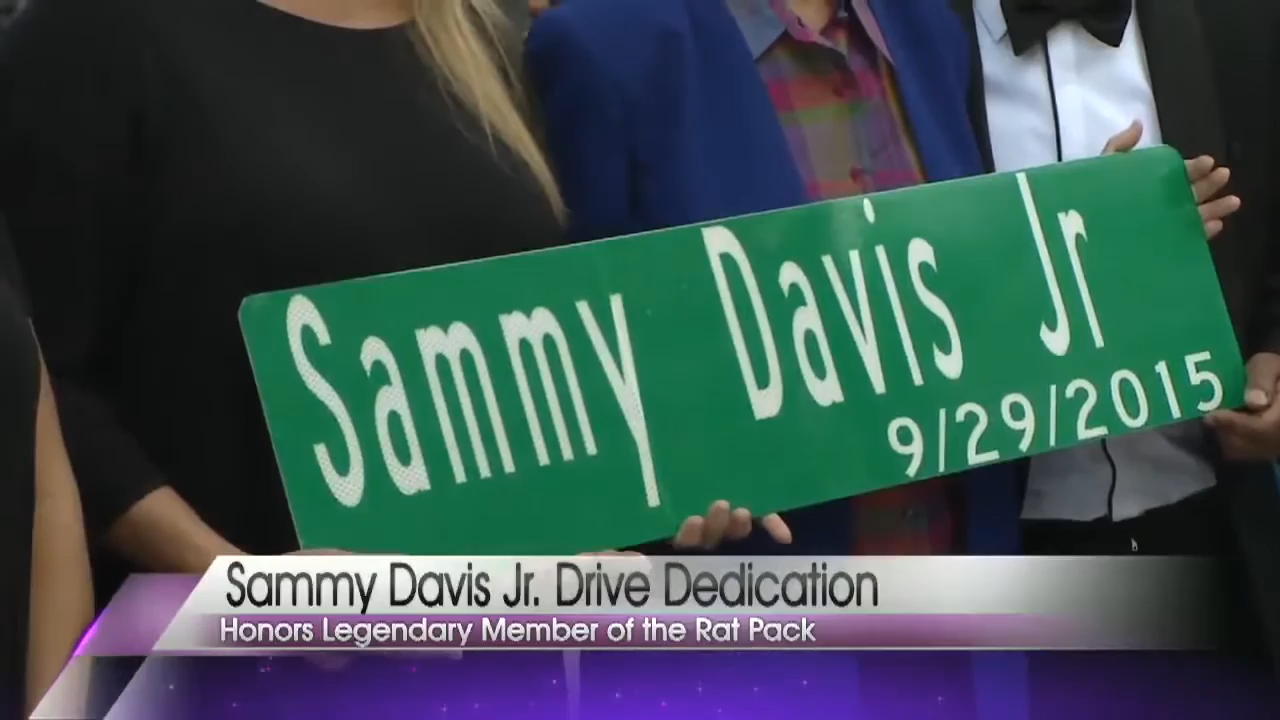 Sammy Davis Jr
9/29/2015
Sammy Davis Jr. Drive Dedication
Honors Legendary Member of the Rat Pack